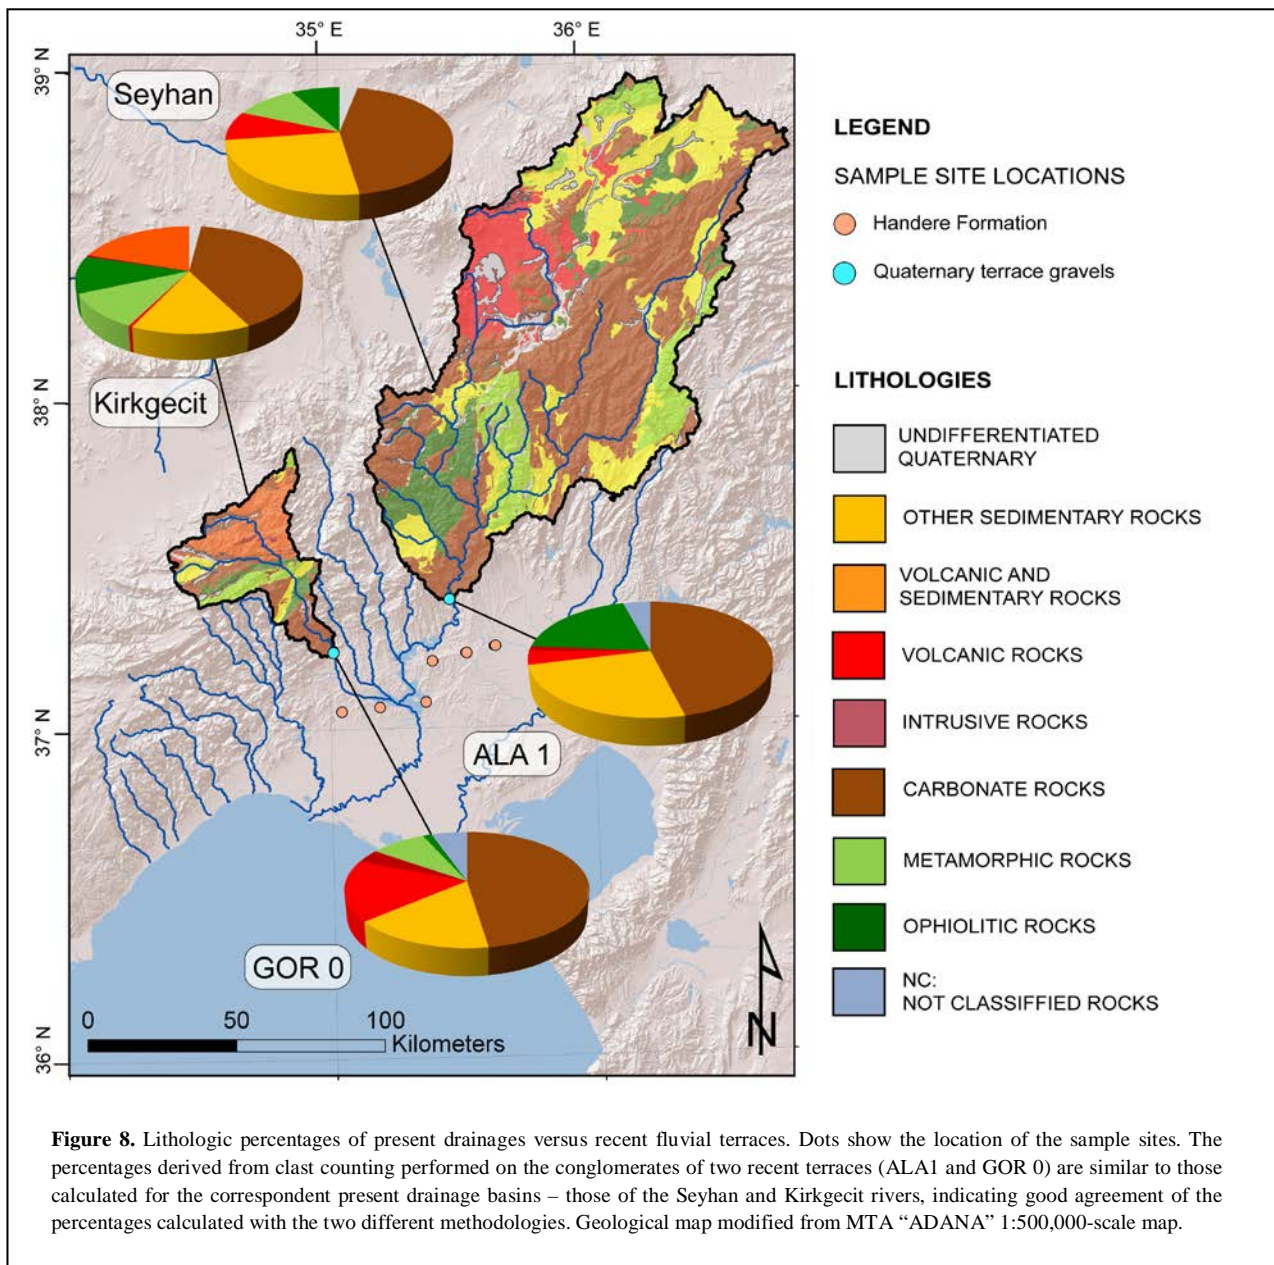 35° E
36° E
39° N
38° N
37° N
36° N
Seyhan
Kirkgecit
ALA 1
GOR 0
0
50
100
Kilometers
N
LEGEND
SAMPLE SITE LOCATIONS
Handere Formation
Quaternary terrace gravels
LITHOLOGIES
UNDIFFERENTIATED
QUATERNARY
OTHER SEDIMENTARY ROCKS
VOLCANIC AND
SEDIMENTARY ROCKS
VOLCANIC ROCKS
INTRUSIVE ROCKS
CARBONATE ROCKS
METAMORPHIC ROCKS
OPHIOLITIC ROCKS
NC:
NOT CLASSIFFIED ROCKS
Figure 8. Lithologic percentages of present drainages versus recent fluvial terraces. Dots show the location of the sample sites. The
percentages derived from clast counting performed on the conglomerates of two recent terraces (ALA1 and GOR 0) are similar to those
calculated for the correspondent present drainage basins – those of the Seyhan and Kirkgecit rivers, indicating good agreement of the
percentages calculated with the two different methodologies. Geological map modified from MTA “ADANA” 1:500,000-scale map.